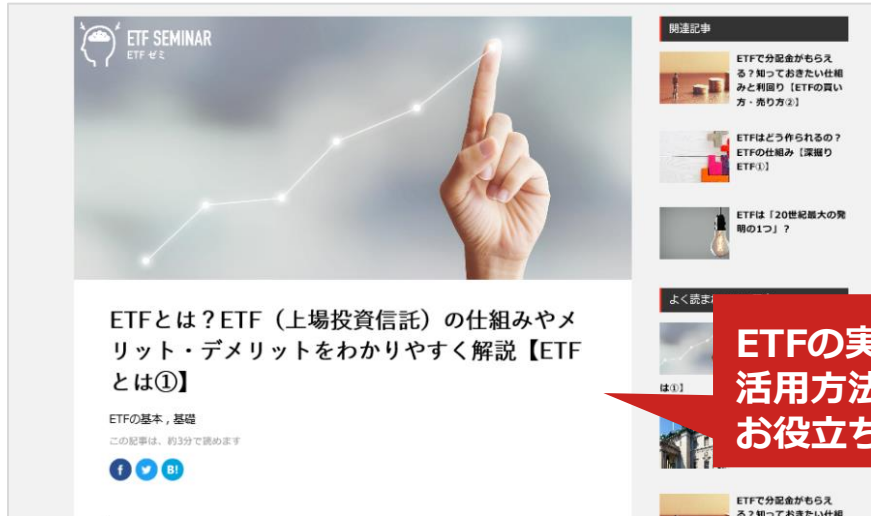 ETF SEMINAR
ETF ゼミ
ETFとは？ETF（上場投資信託）の仕組みやメ
リット・デメリットをわかりやすく解説【ETF
とは①】
ETFの基本 , 基礎
この記事は、約3分で読めます
f
B!
関連記事
ETFで分配金がもらえ
る？知っておきたい仕組
みと利回り【ETFの買い
方・売り方②】
ETFはどう作られるの？
ETFの仕組み【深掘り
ETF①】
ETFは「20世紀最大の発
明の1つ」？
よく読ま
は①】
ETFの実
活用方法
お役立ち
ETFで分配金がもらえ
る？知っておきたい仕組